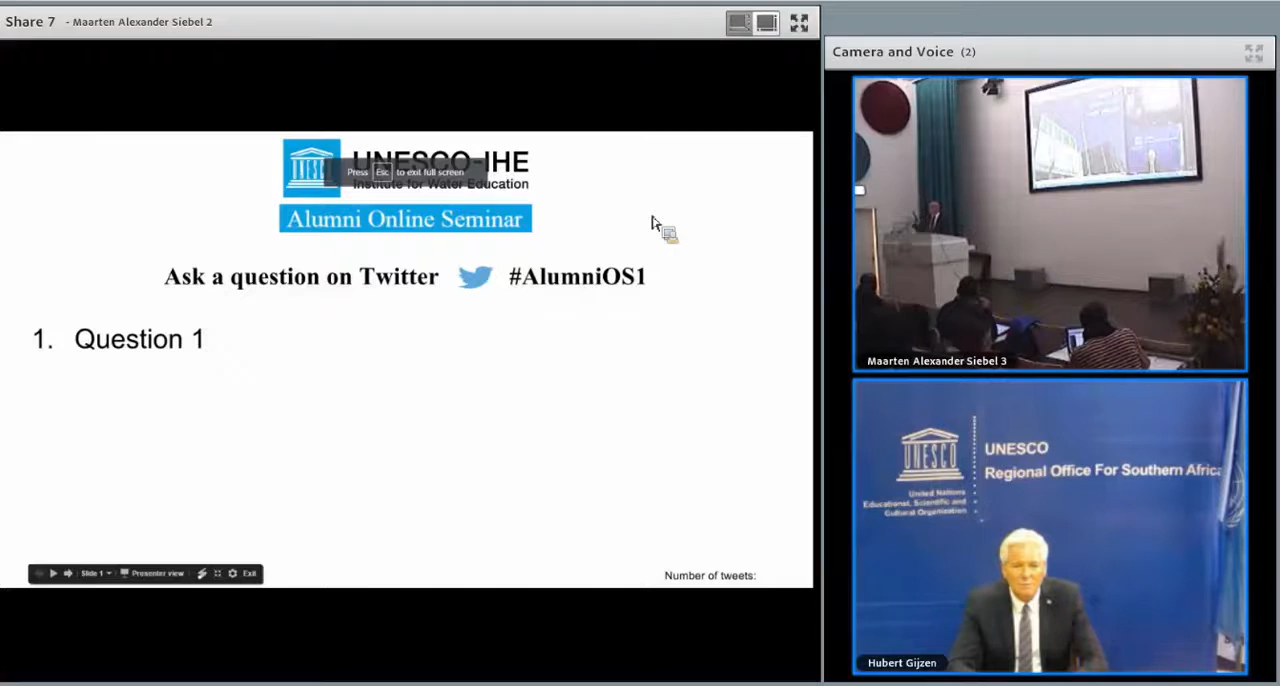 Share 7 - Maarten Alexander Siebel 2
UNESCO
UNESCO-IHE
Press Esc to exit full screen
Institute for Water Education
Alumni Online Seminar
Ask a question on Twitter #AlumniOS1
1. Question 1
Slide 1 Presenter view Exit
Number of tweets:
Camera and Voice (2)
Maarten Alexander Siebel 3
UNESCO
UNESCO
Regional Office For Southern Africa
United Nations
Educational, Scientific and
Cultural Organization
Hubert Gijzen